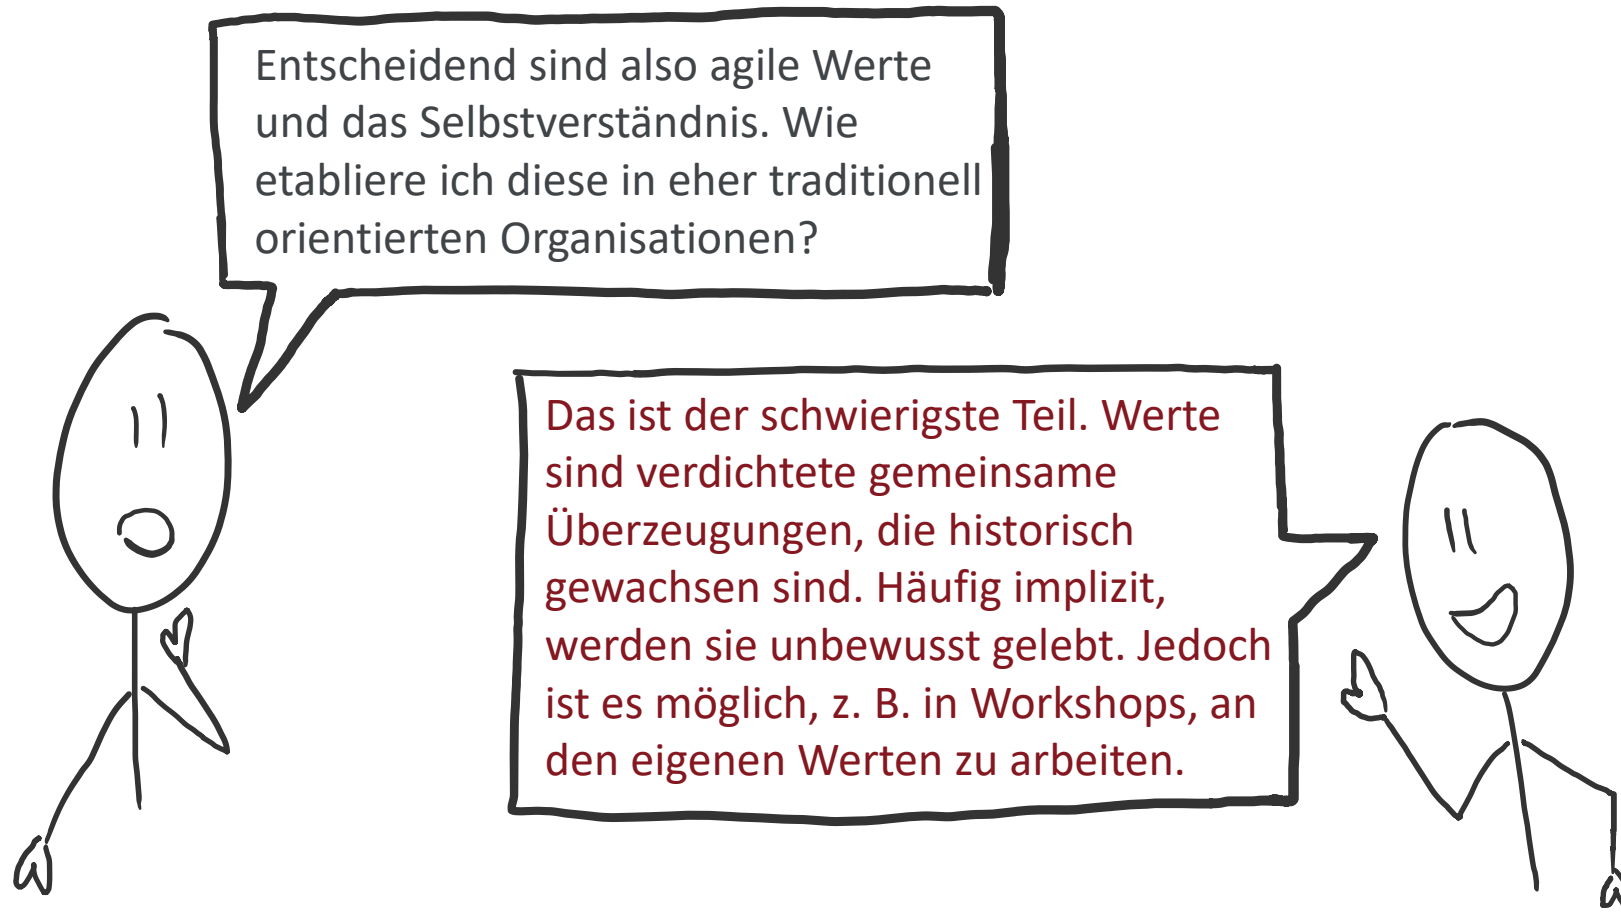 Entscheidend sind also agile Werte
und das Selbstverständnis. Wie
etabliere ich diese in eher traditionell
orientierten Organisationen?
Das ist der schwierigste Teil. Werte
sind verdichtete gemeinsame
Überzeugungen, die historisch
gewachsen sind. Häufig implizit,
werden sie unbewusst gelebt. Jedoch
ist es möglich, z. B. in Workshops, an
den eigenen Werten zu arbeiten.